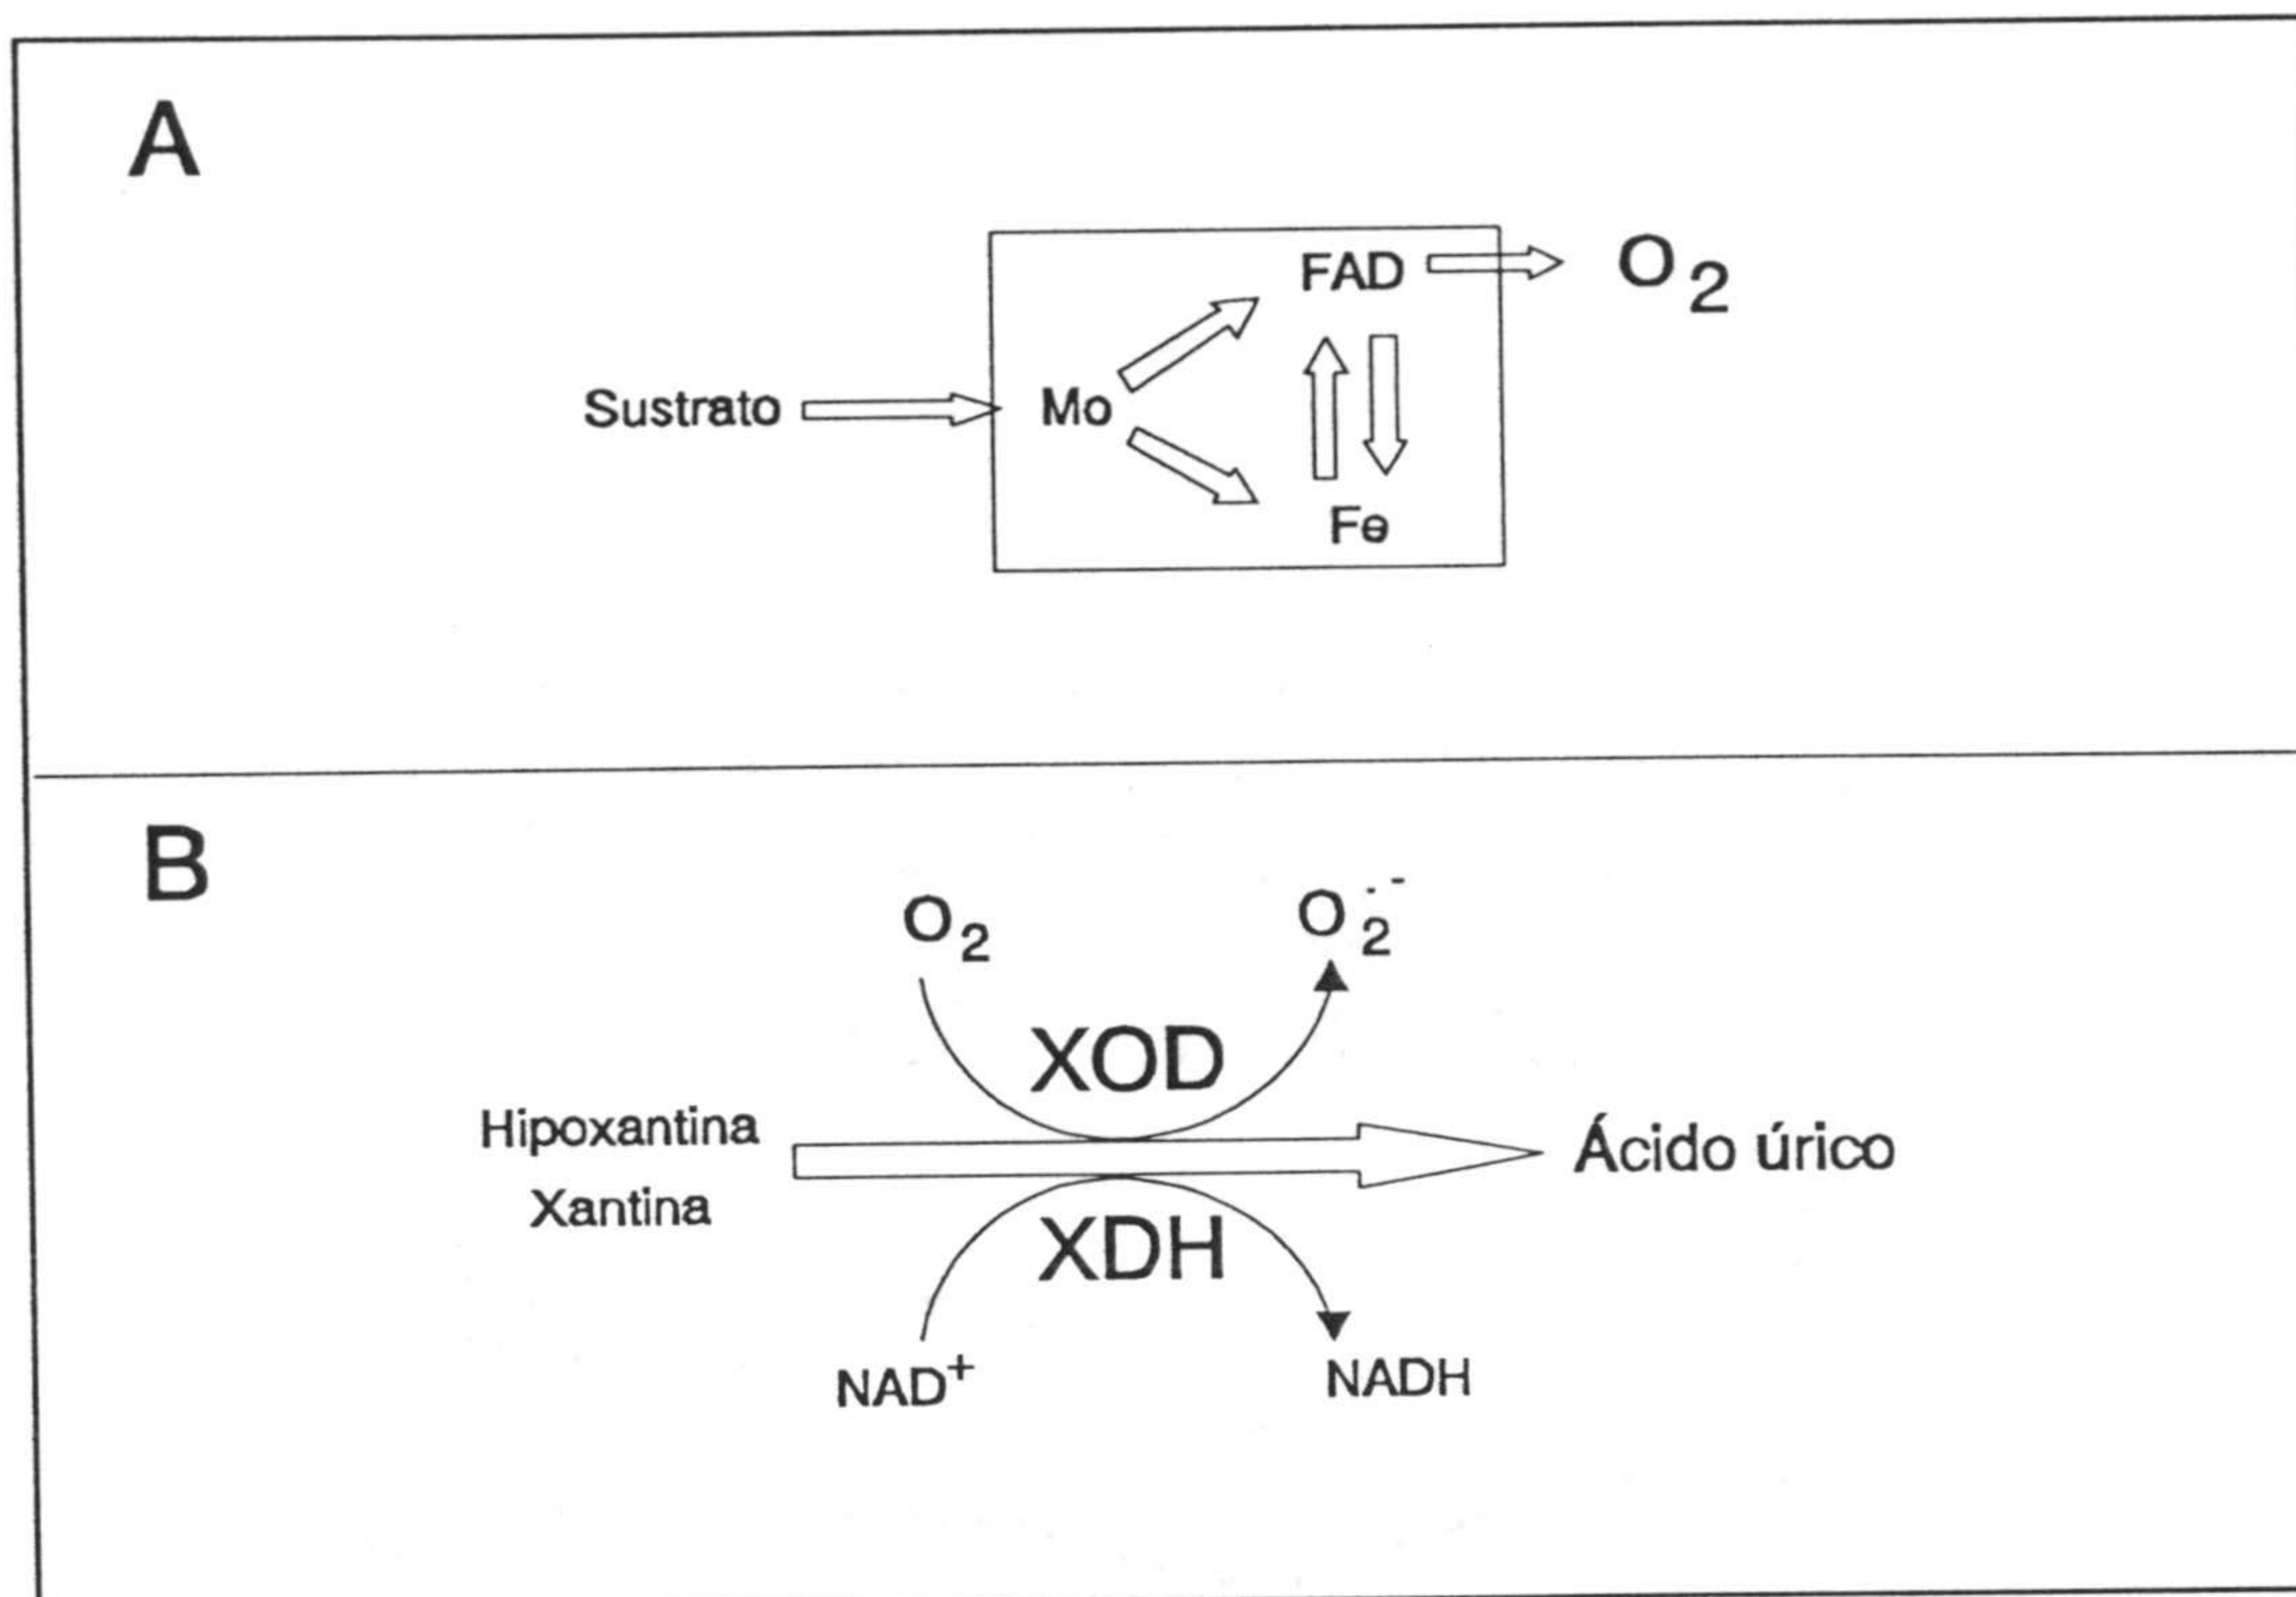 A
FAD
O2
Sustrato
Mo
Fe
B
O2
O2·-
XOD
Hipoxantina
Xantina
Ácido úrico
XDH
NAD+
NADH